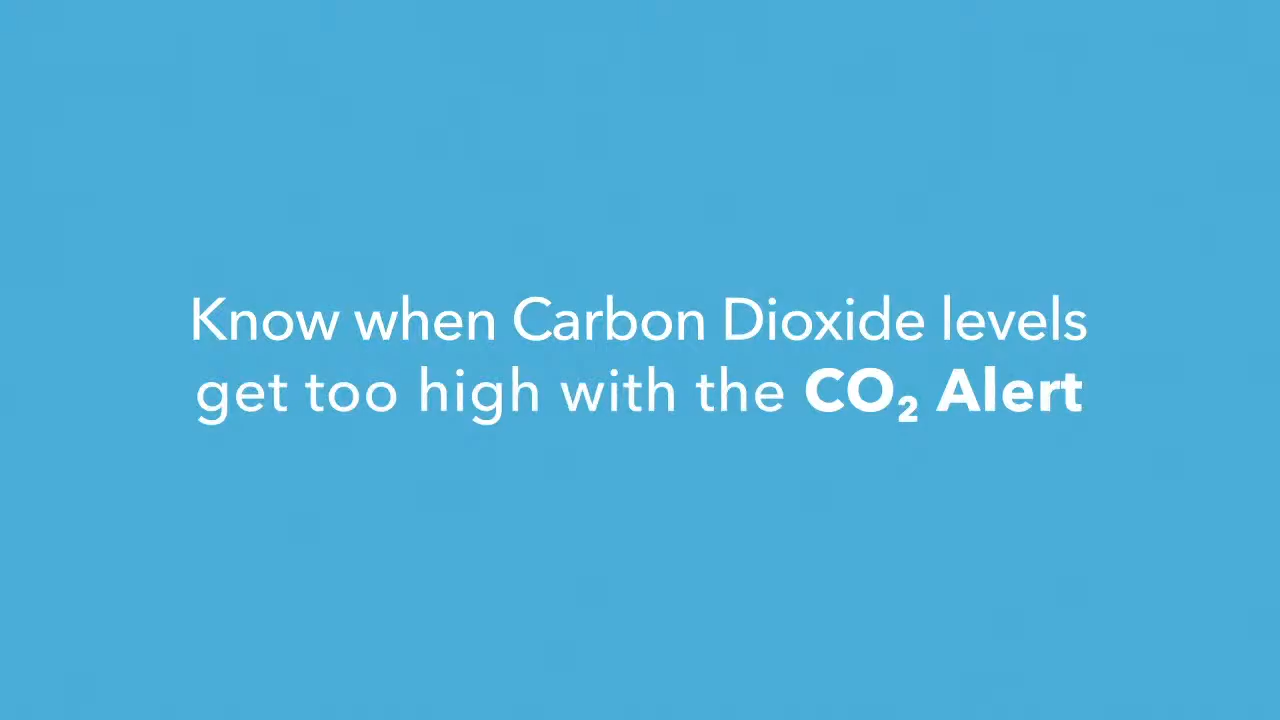 Know when Carbon Dioxide levels
get too high with the CO₂ Alert